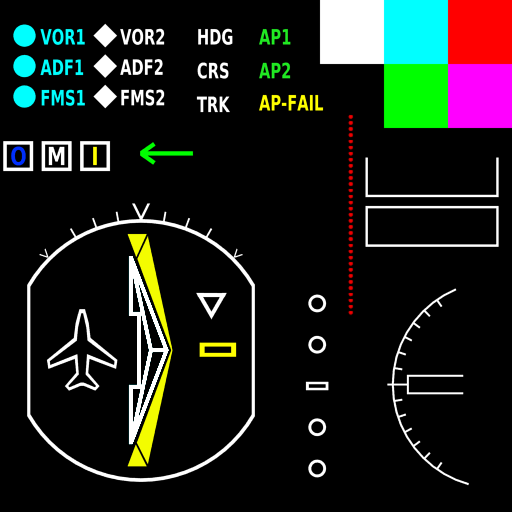 VOR1 VOR2 HDG AP1
ADF1 ADF2 CRS AP2
FMS1 FMS2 TRK AP-FAIL
O M I